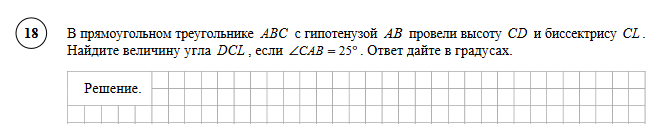 18
В прямоугольном треугольнике ABC с гипотенузой AB провели высоту CD и биссектрису CL.
Найдите величину угла DCL, если ∠CAB = 25°. Ответ дайте в градусах.
Решение.